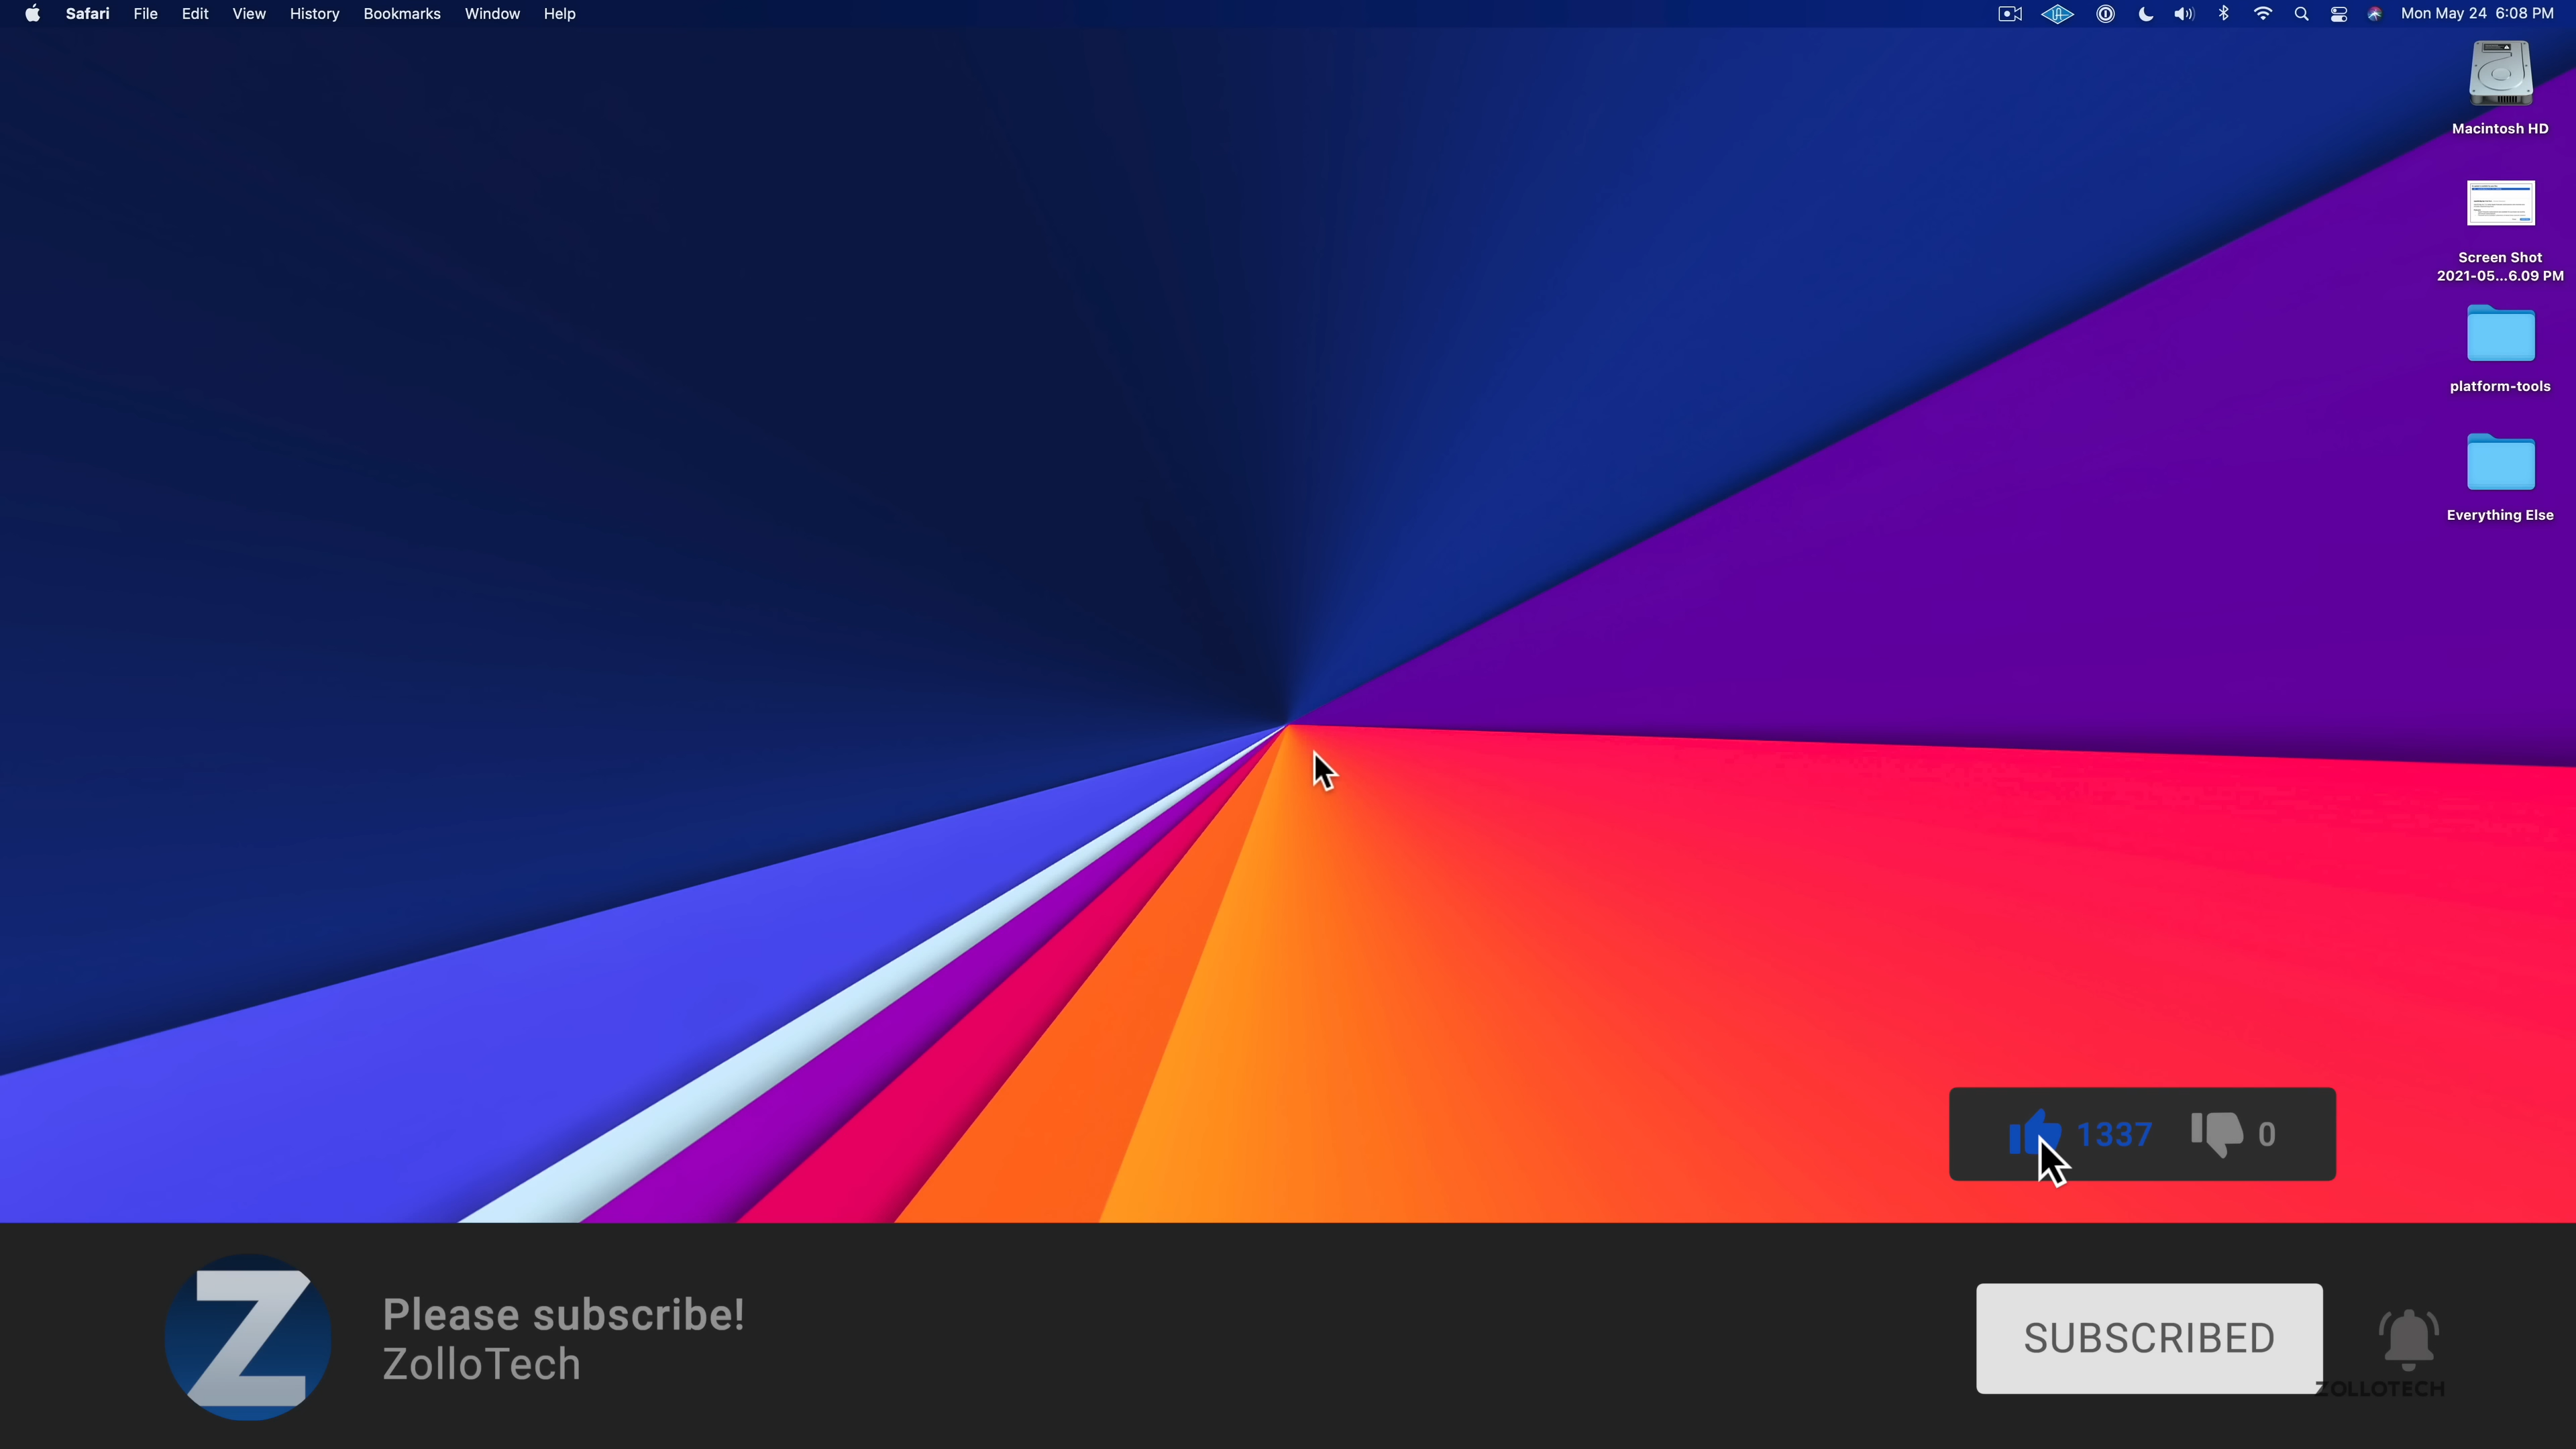 Safari File Edit View History Bookmarks Window Help Mon May 24 6:08 PM
Macintosh HD
Screen Shot
2021-05...6.09 PM
platform-tools
Everything Else
1337 0
Please subscribe!
ZolloTech
SUBSCRIBED
ZOLLOTECH